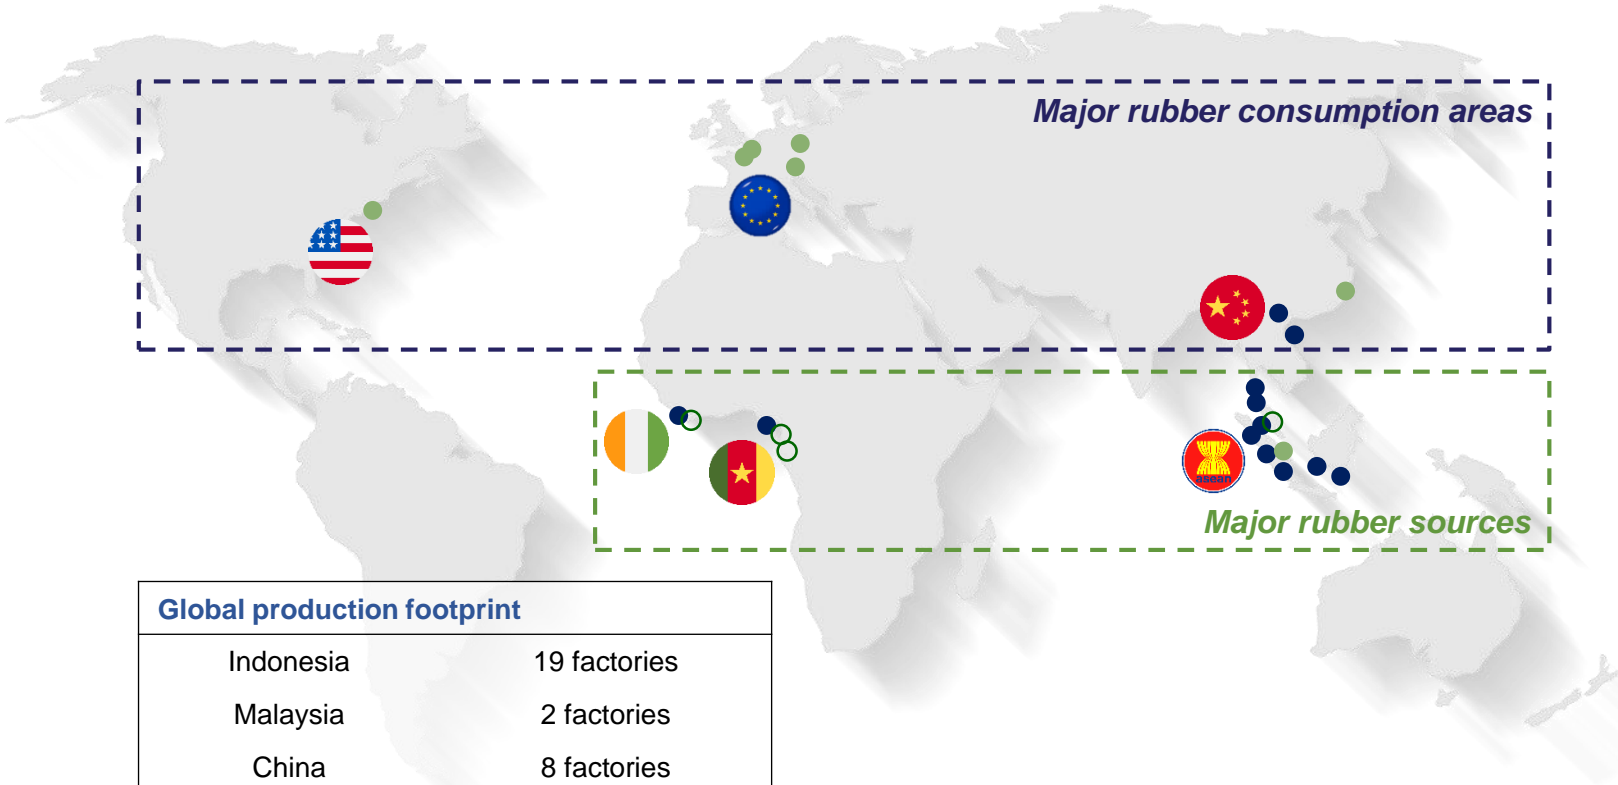 Major rubber consumption areas
asean
Major rubber sources
Global production footprint
Indonesia 19 factories
Malaysia 2 factories
China 8 factories